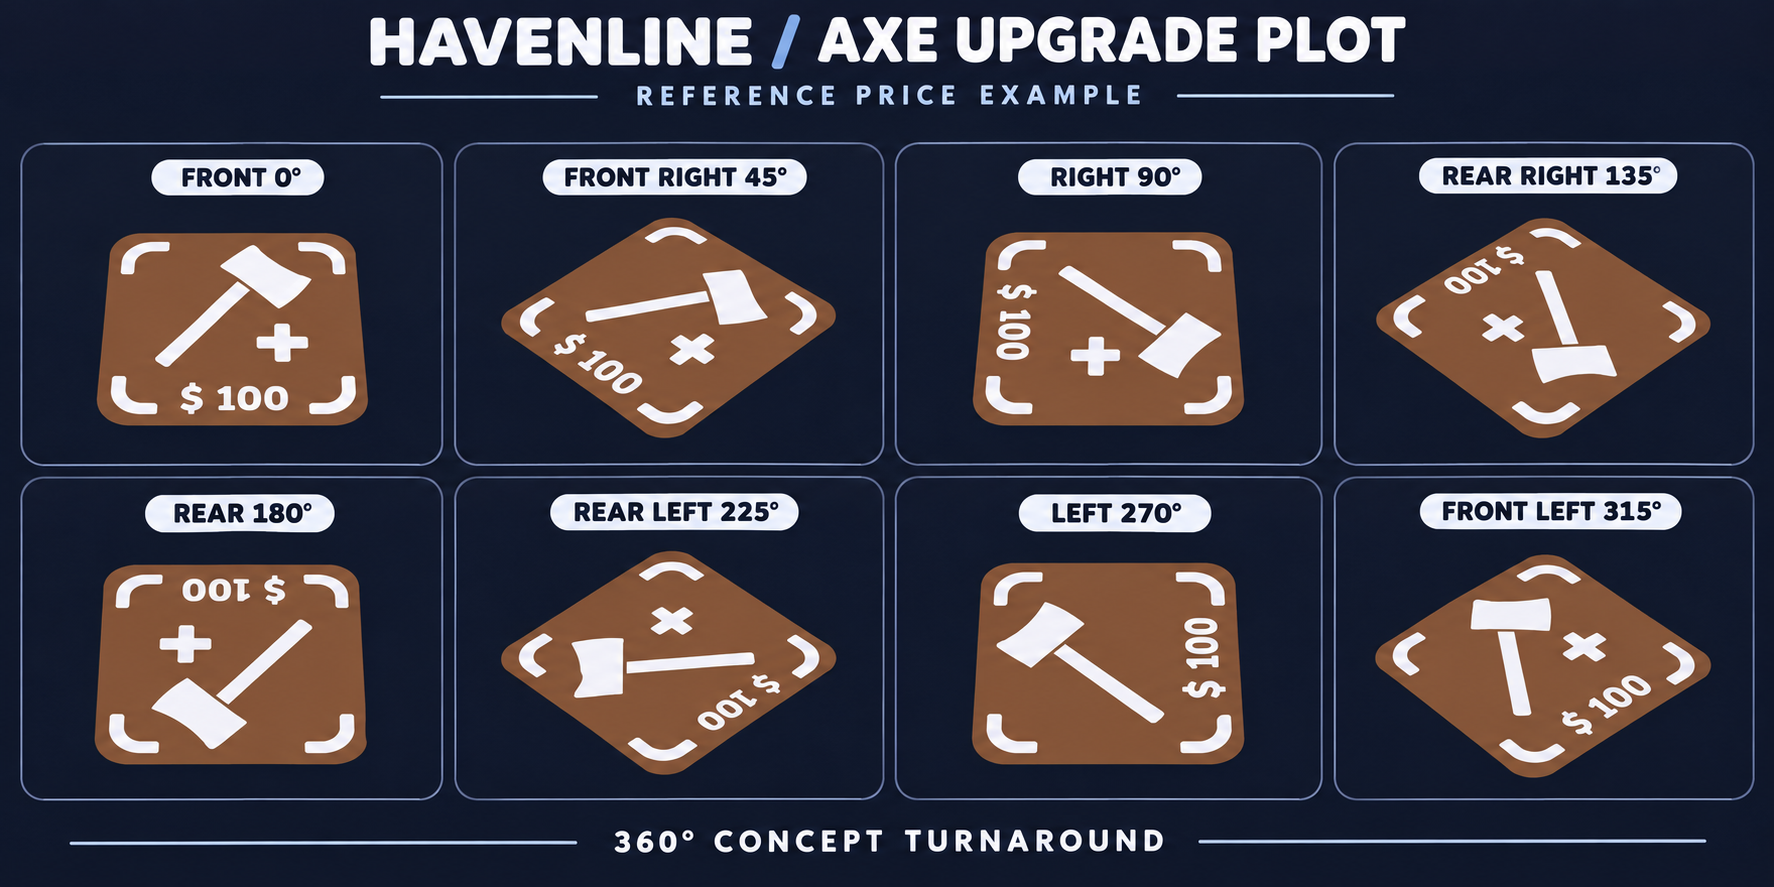 HAVENLINE / AXE UPGRADE PLOT
REFERENCE PRICE EXAMPLE
FRONT 0°
$ 100
FRONT RIGHT 45°
$ 100
RIGHT 90°
$ 100
REAR RIGHT 135°
$ 100
REAR 180°
$ 100
REAR LEFT 225°
$ 100
LEFT 270°
$ 100
FRONT LEFT 315°
$ 100
360° CONCEPT TURNAROUND